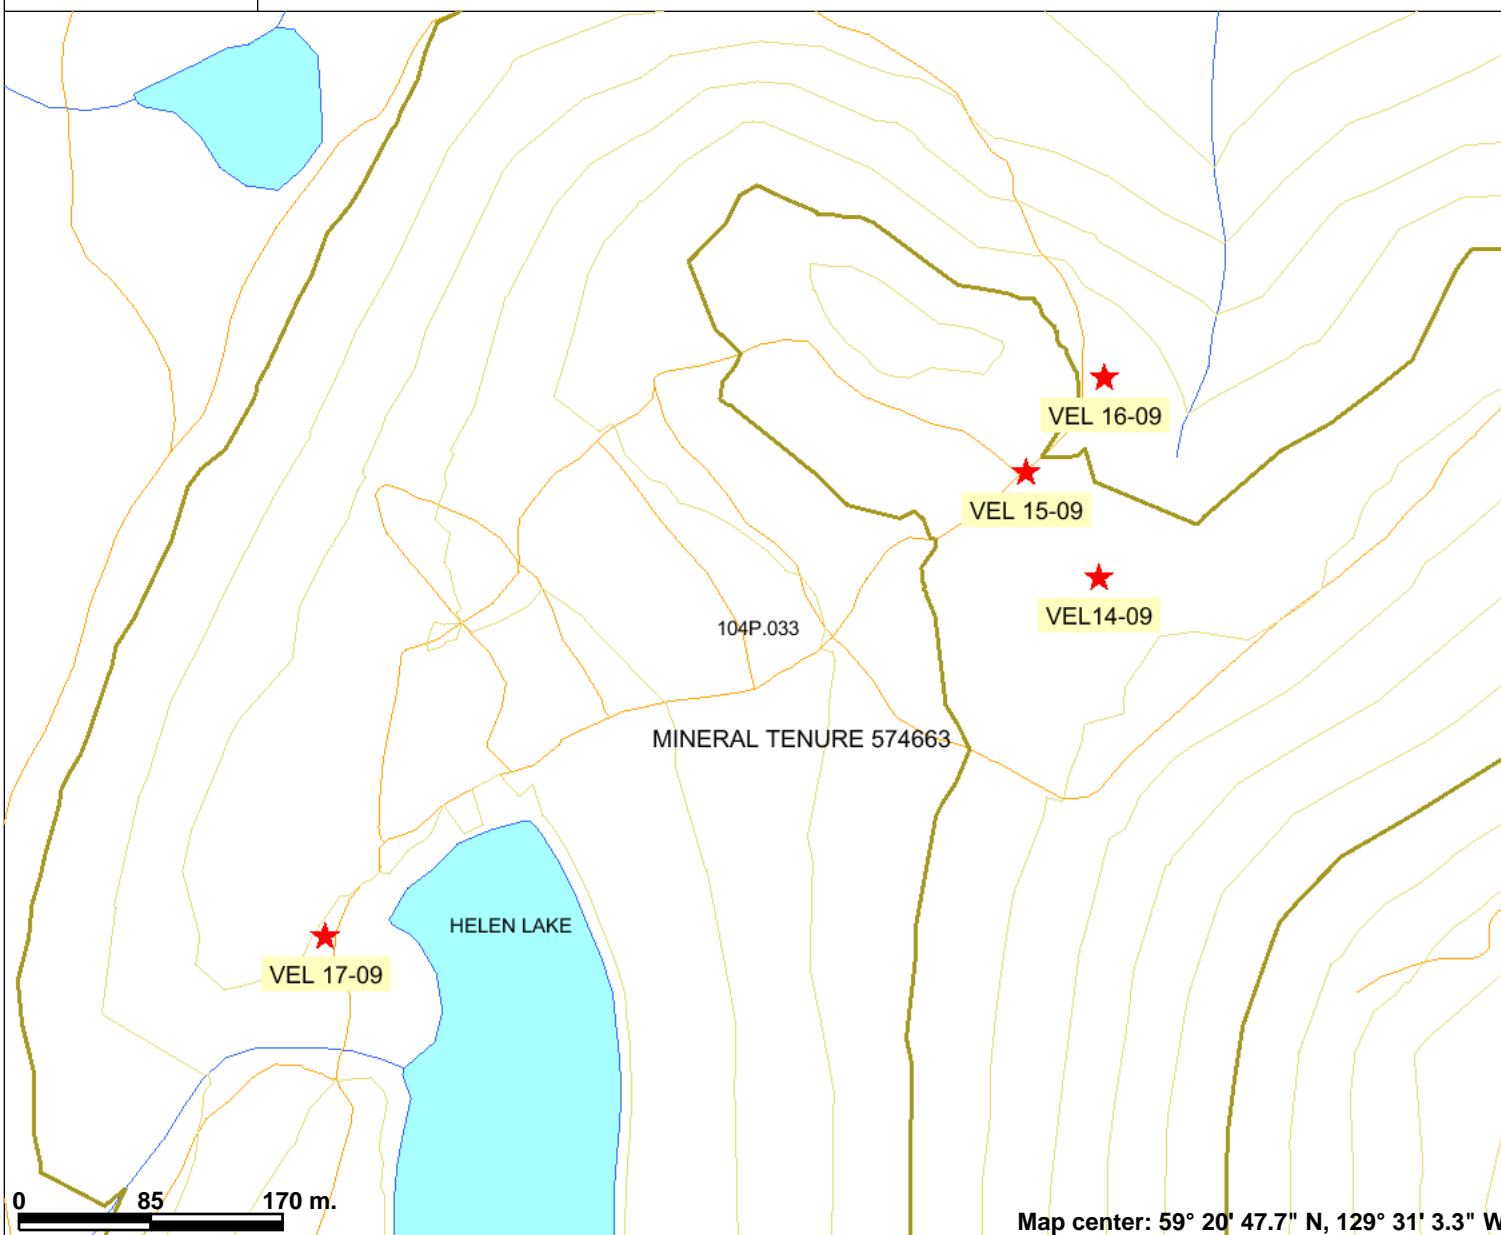 VEL 16-09
VEL 15-09
VEL14-09
104P.033
MINERAL TENURE 574663
HELEN LAKE
VEL 17-09
0 85 170 m.
Map center: 59° 20' 47.7" N, 129° 31' 3.3" W